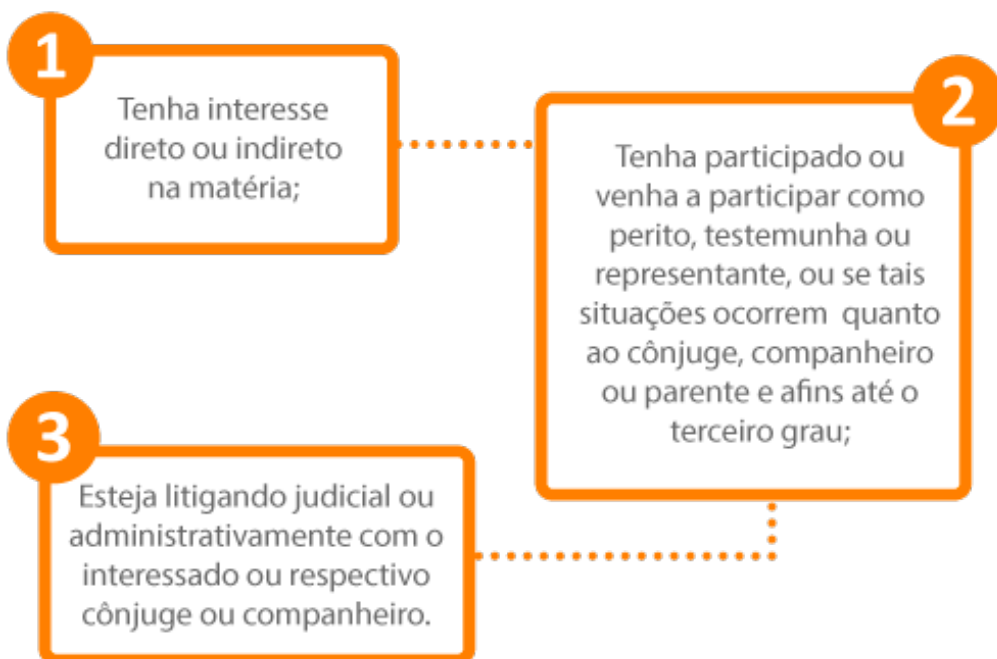 1
Tenha interesse
direto ou indireto
na matéria;
2
Tenha participado ou
venha a participar como
perito, testemunha ou
representante, ou se tais
situações ocorrem quanto
ao cônjuge, companheiro
ou parente e afins até o
terceiro grau;
3
Esteja litigando judicial ou
administrativamente com o
interessado ou respectivo
cônjuge ou companheiro.